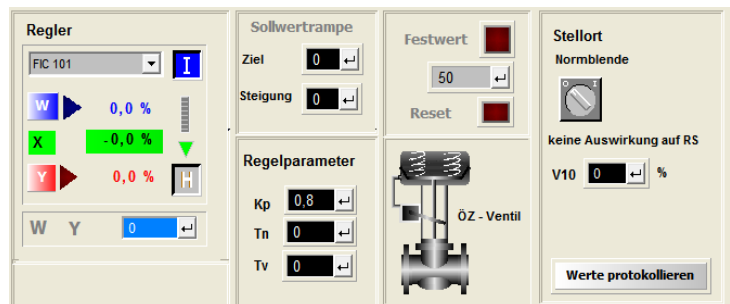 Regler
FIC 101
I
W
0,0 %
X
-0,0 %
Y
0,0 %
H
W Y
0
Sollwertrampe
Ziel 0
Steigung 0
Regelparameter
Kp 0,8
Tn 0
Tv 0
Festwert
50
Reset
ÖZ - Ventil
Stellort
Normblende
keine Auswirkung auf RS
V10 0 %
Werte protokollieren